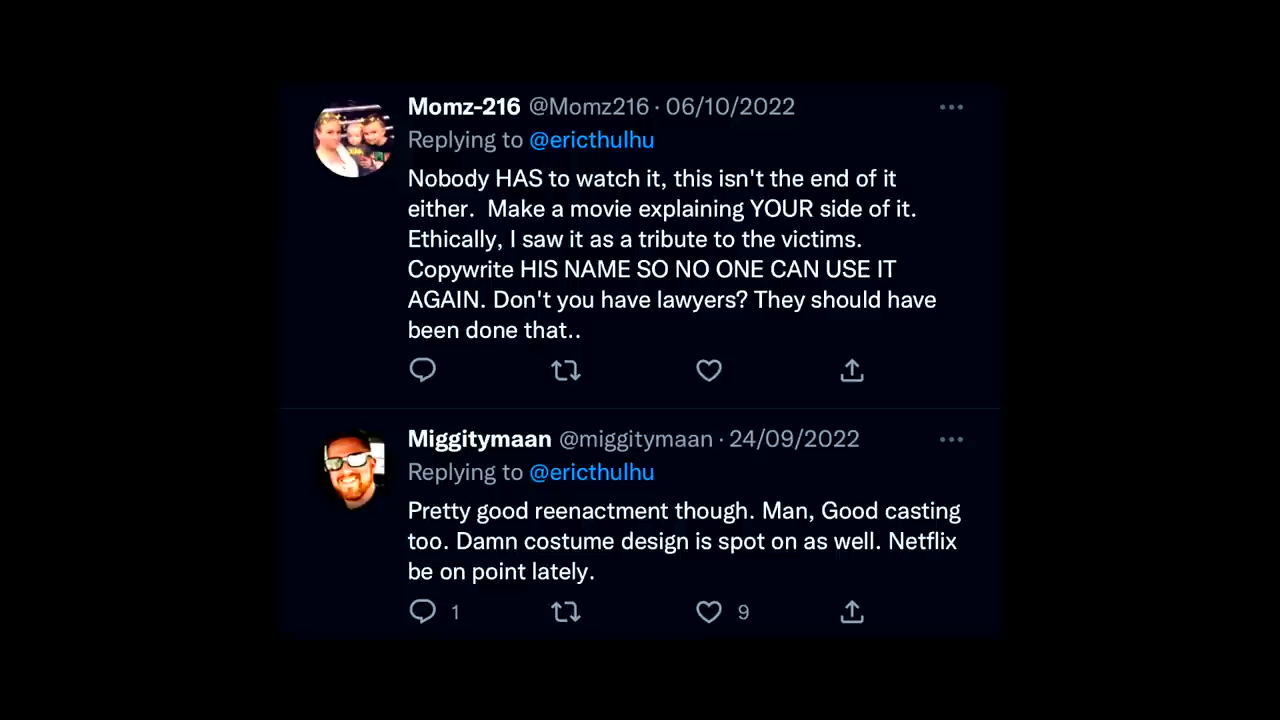 Momz-216 @Momz216 · 06/10/2022
Replying to @ericthulhu
Nobody HAS to watch it, this isn't the end of it
either.  Make a movie explaining YOUR side of it.
Ethically, I saw it as a tribute to the victims.
Copywrite HIS NAME SO NO ONE CAN USE IT
AGAIN. Don't you have lawyers? They should have
been done that..
Miggitymaan @miggitymaan · 24/09/2022
Replying to @ericthulhu
Pretty good reenactment though. Man, Good casting
too. Damn costume design is spot on as well. Netflix
be on point lately.
1 9